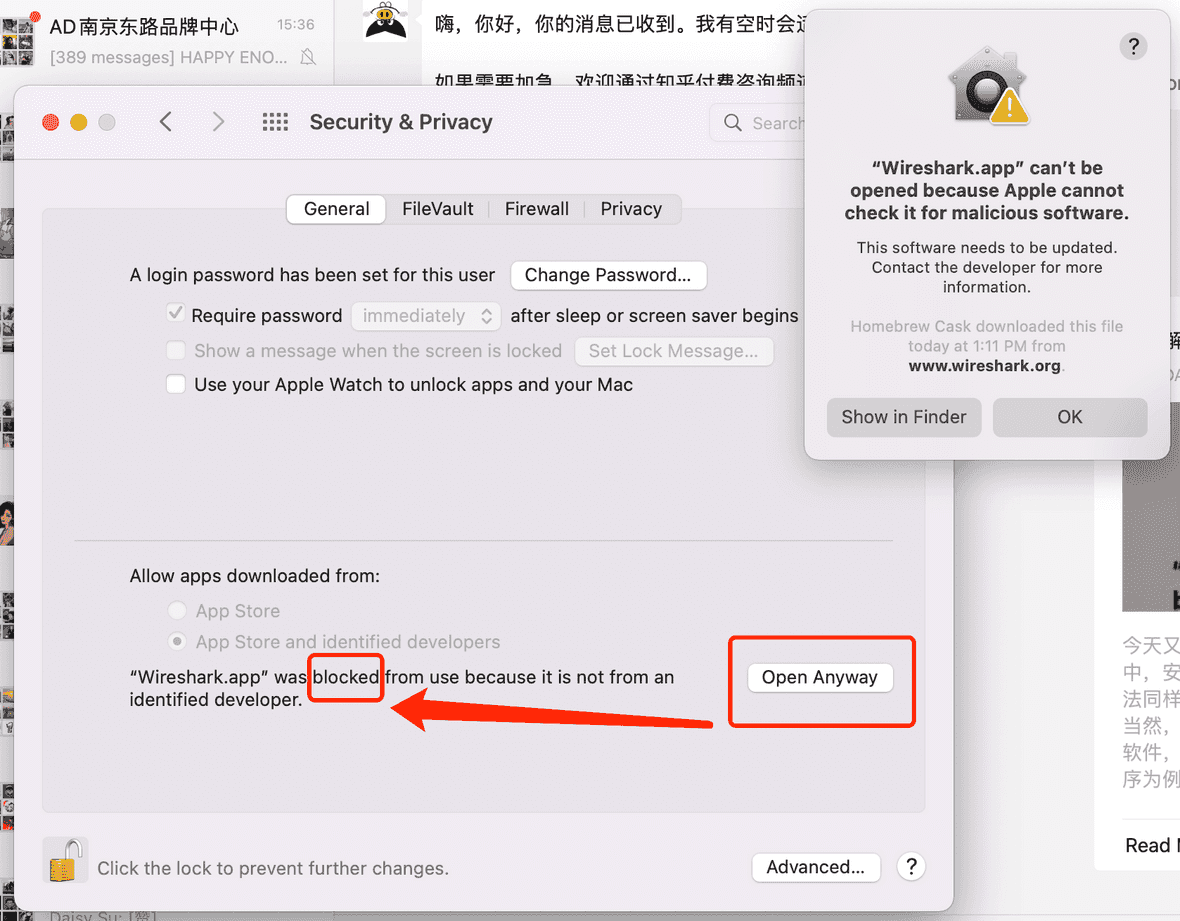 AD南京东路品牌中心
15:36
[389 messages] HAPPY ENO...
嗨，你好，你的消息已收到。我有空时会
如果需要加急，欢迎通过知乎付费咨询频
Security & Privacy
Search
General
FileVault
Firewall
Privacy
A login password has been set for this user
Change Password...
Require password
immediately
after sleep or screen saver begins
Show a message when the screen is locked
Set Lock Message...
Use your Apple Watch to unlock apps and your Mac
Allow apps downloaded from:
App Store
App Store and identified developers
“Wireshark.app” was blocked from use because it is not from an
identified developer.
Open Anyway
Click the lock to prevent further changes.
Advanced...
?
Daisy Su: [赞]
?
“Wireshark.app” can’t be
opened because Apple cannot
check it for malicious software.
This software needs to be updated.
Contact the developer for more
information.
Homebrew Cask downloaded this file
today at 1:11 PM from
www.wireshark.org.
Show in Finder
OK
今天又
中，安
法同样
当然，
软件，
序为例
Read